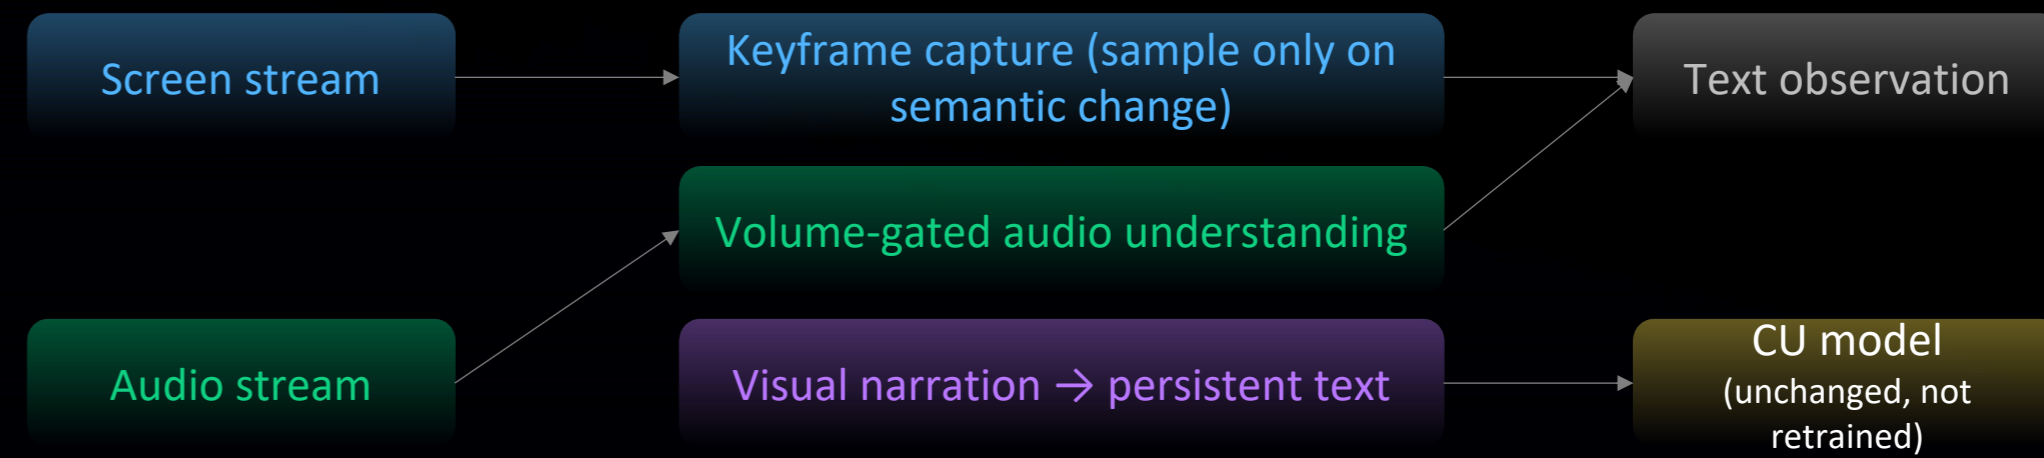 Screen stream
Keyframe capture (sample only on
semantic change)
Text observation
Volume-gated audio understanding
Audio stream
Visual narration → persistent text
CU model
(unchanged, not
retrained)